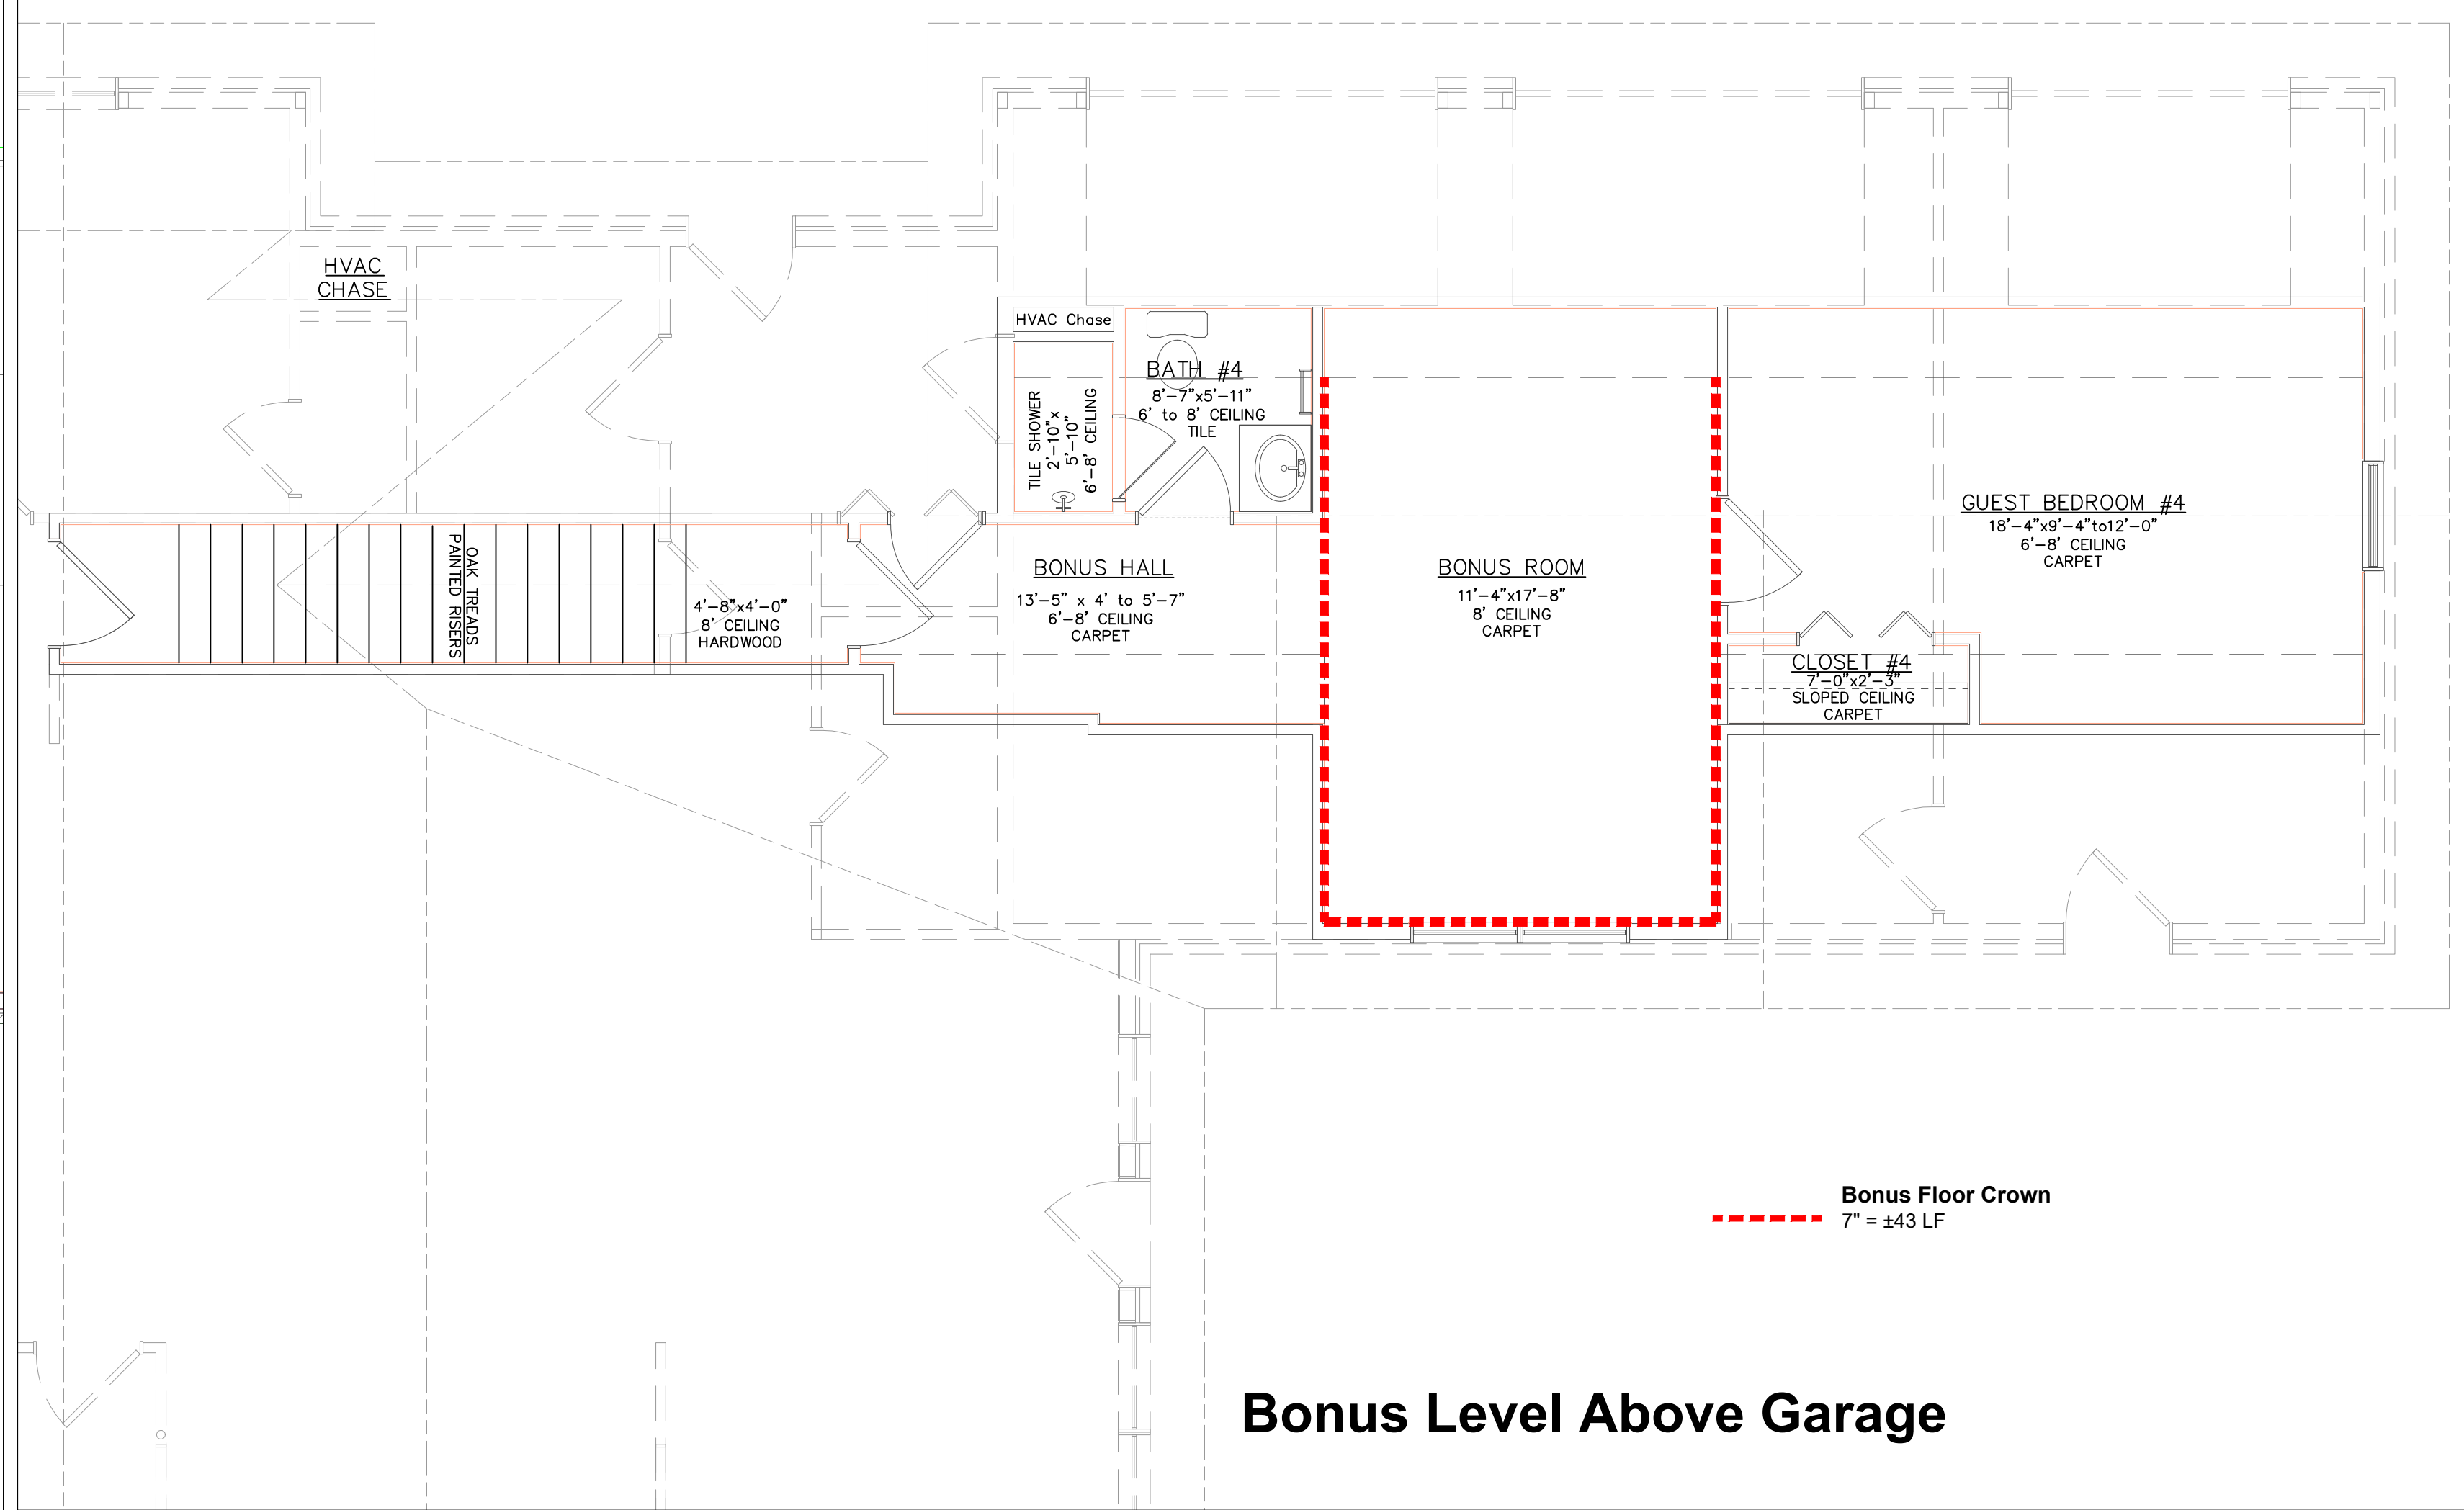 HVAC
CHASE
HVAC Chase
BATH #4
8'-7"x5'-11"
6' to 8' CEILING
TILE
TILE SHOWER
2'-10"x
5'-10"
6'-8' CEILING
OAK TREADS
PAINTED RISERS
4'-8"x4'-0"
8' CEILING
HARDWOOD
BONUS HALL
13'-5" x 4' to 5'-7"
6'-8' CEILING
CARPET
BONUS ROOM
11'-4"x17'-8"
8' CEILING
CARPET
GUEST BEDROOM #4
18'-4"x9'-4"to12'-0"
6'-8' CEILING
CARPET
CLOSET #4
7'-0"x2'-3"
SLOPED CEILING
CARPET
Bonus Floor Crown
7" = ±43 LF
Bonus Level Above Garage